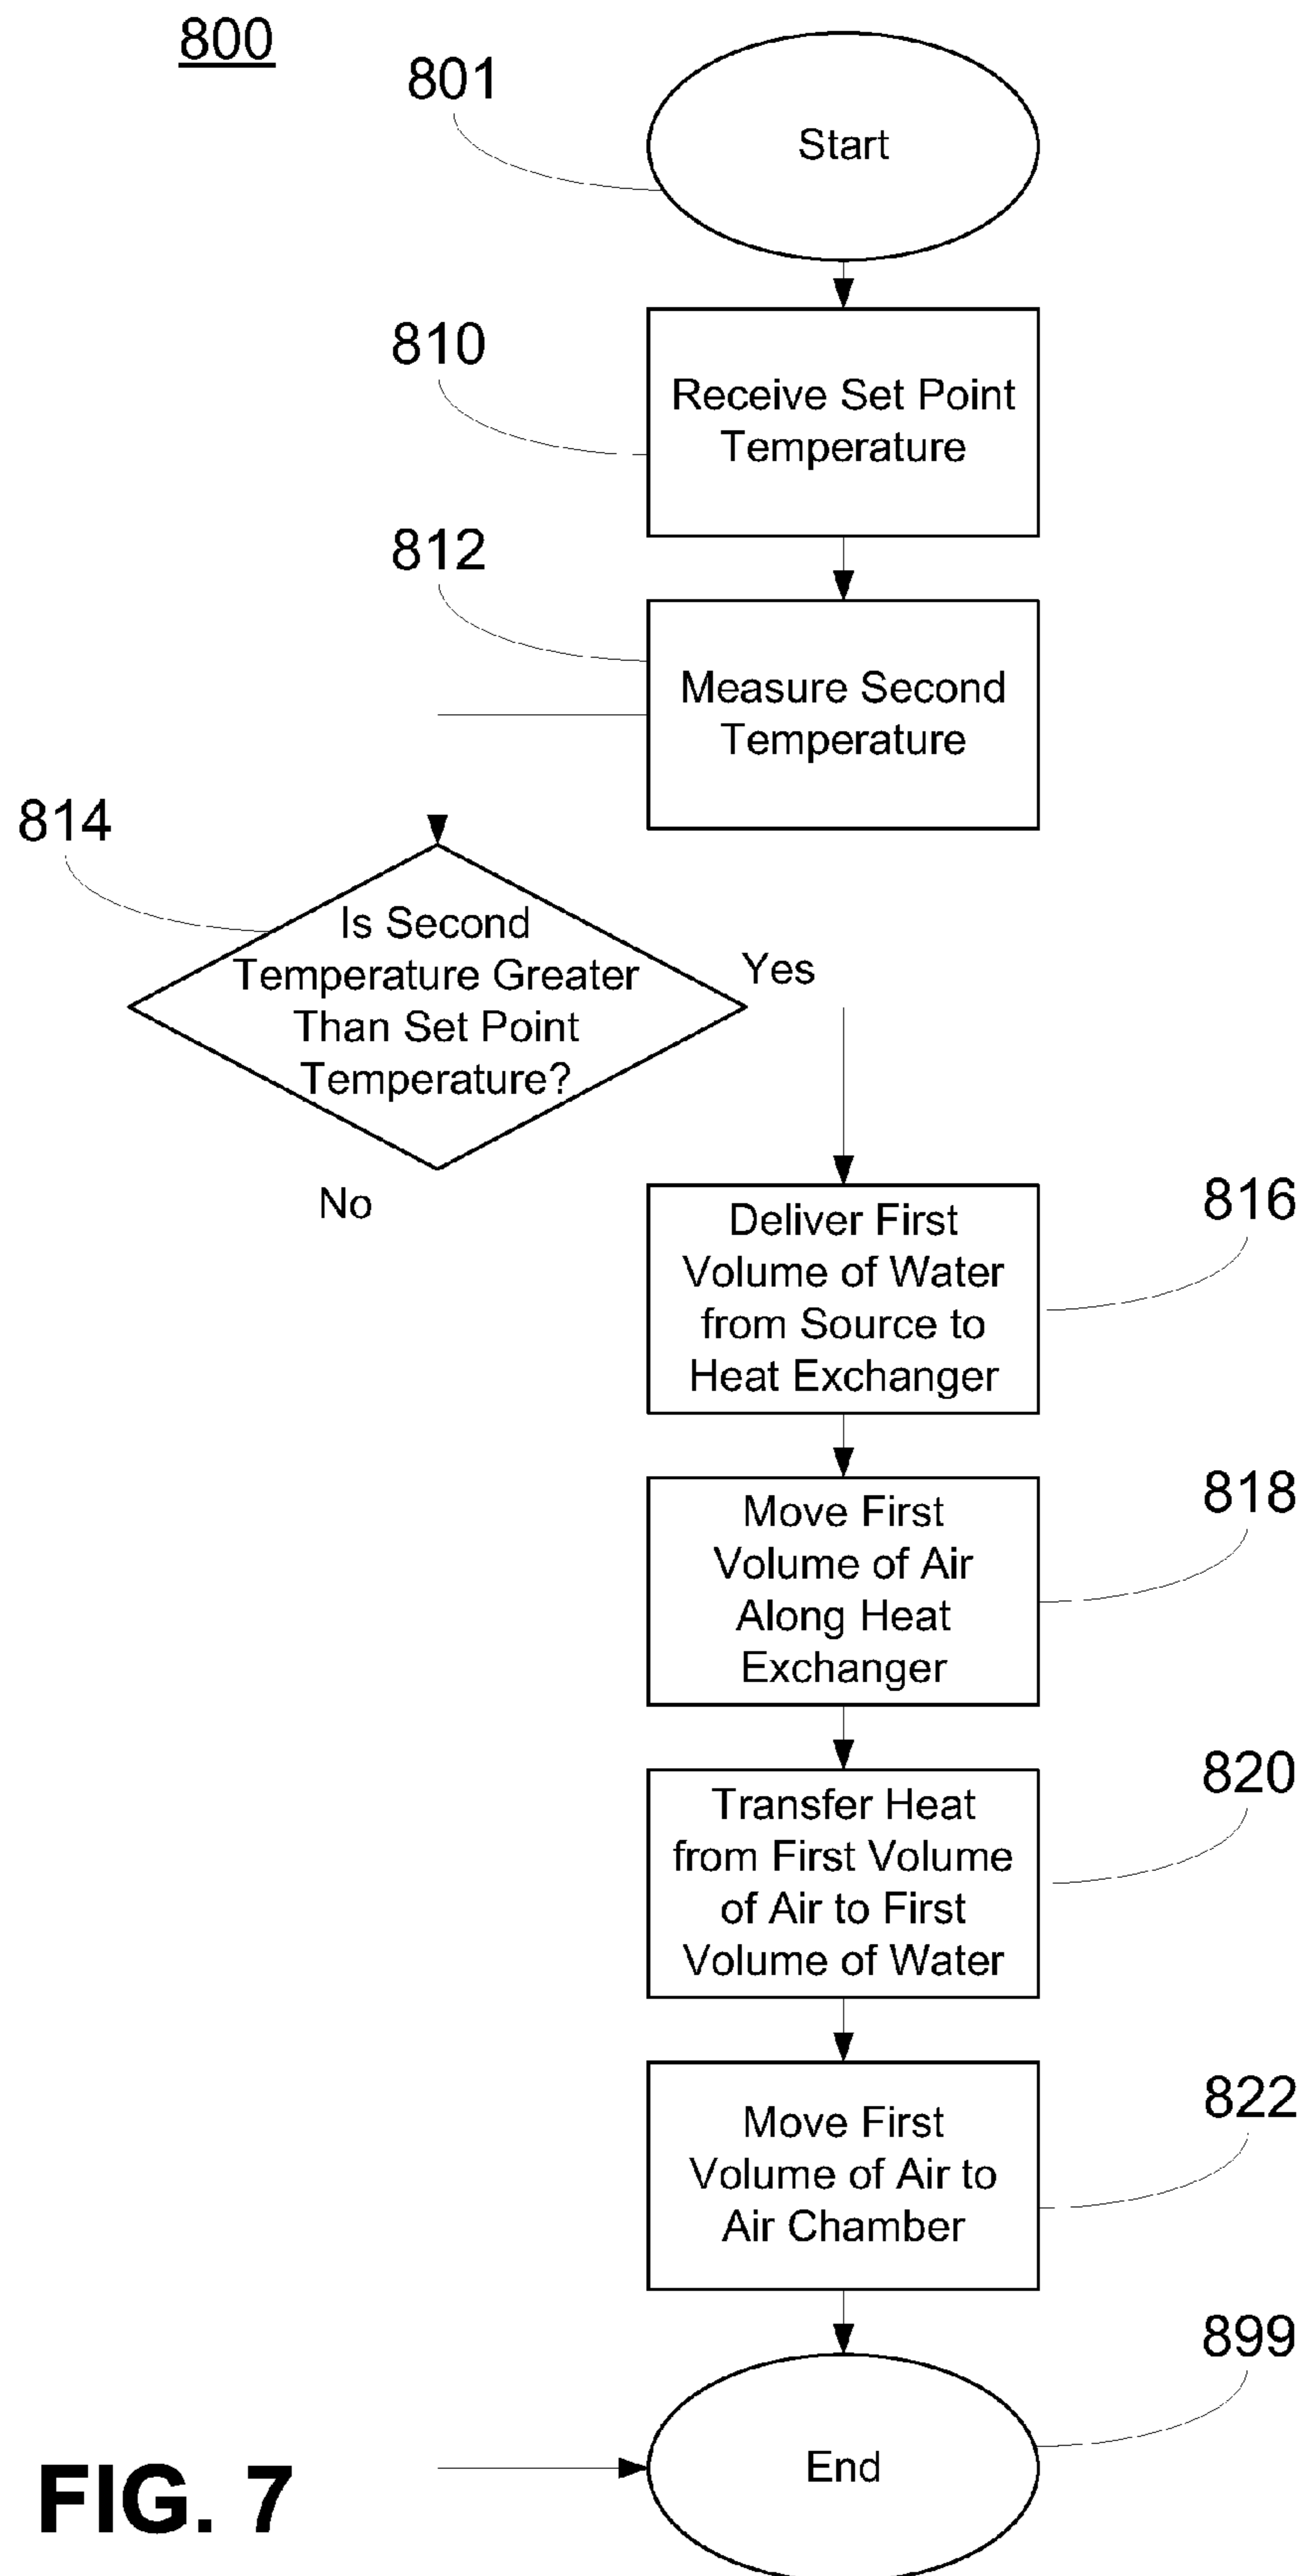 800
801
Start
810
Receive Set Point
Temperature
812
Measure Second
Temperature
814
Is Second
Temperature Greater
Than Set Point
Temperature?
Yes
No
Deliver First
Volume of Water
from Source to
Heat Exchanger
816
Move First
Volume of Air
Along Heat
Exchanger
818
Transfer Heat
from First Volume
of Air to First
Volume of Water
820
Move First
Volume of Air to
Air Chamber
822
899
End
FIG. 7